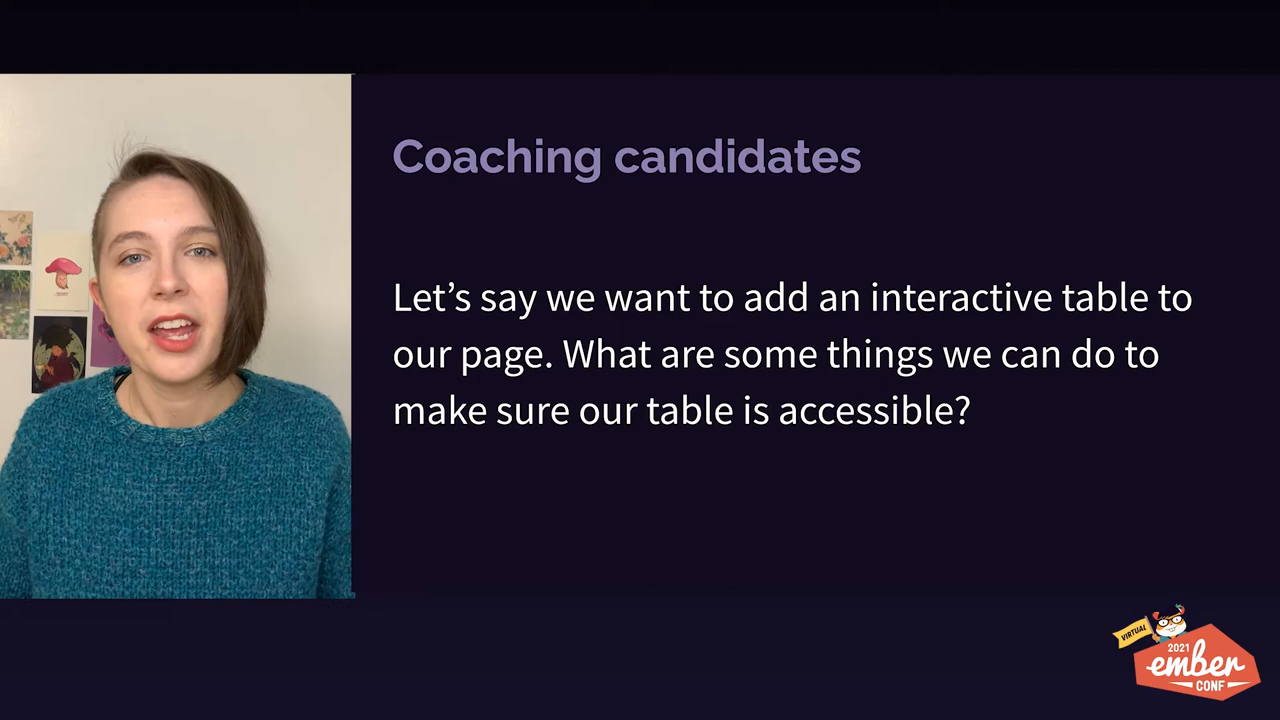 Coaching candidates
Let’s say we want to add an interactive table to
our page. What are some things we can do to
make sure our table is accessible?
VIRTUAL
2021
ember
CONF